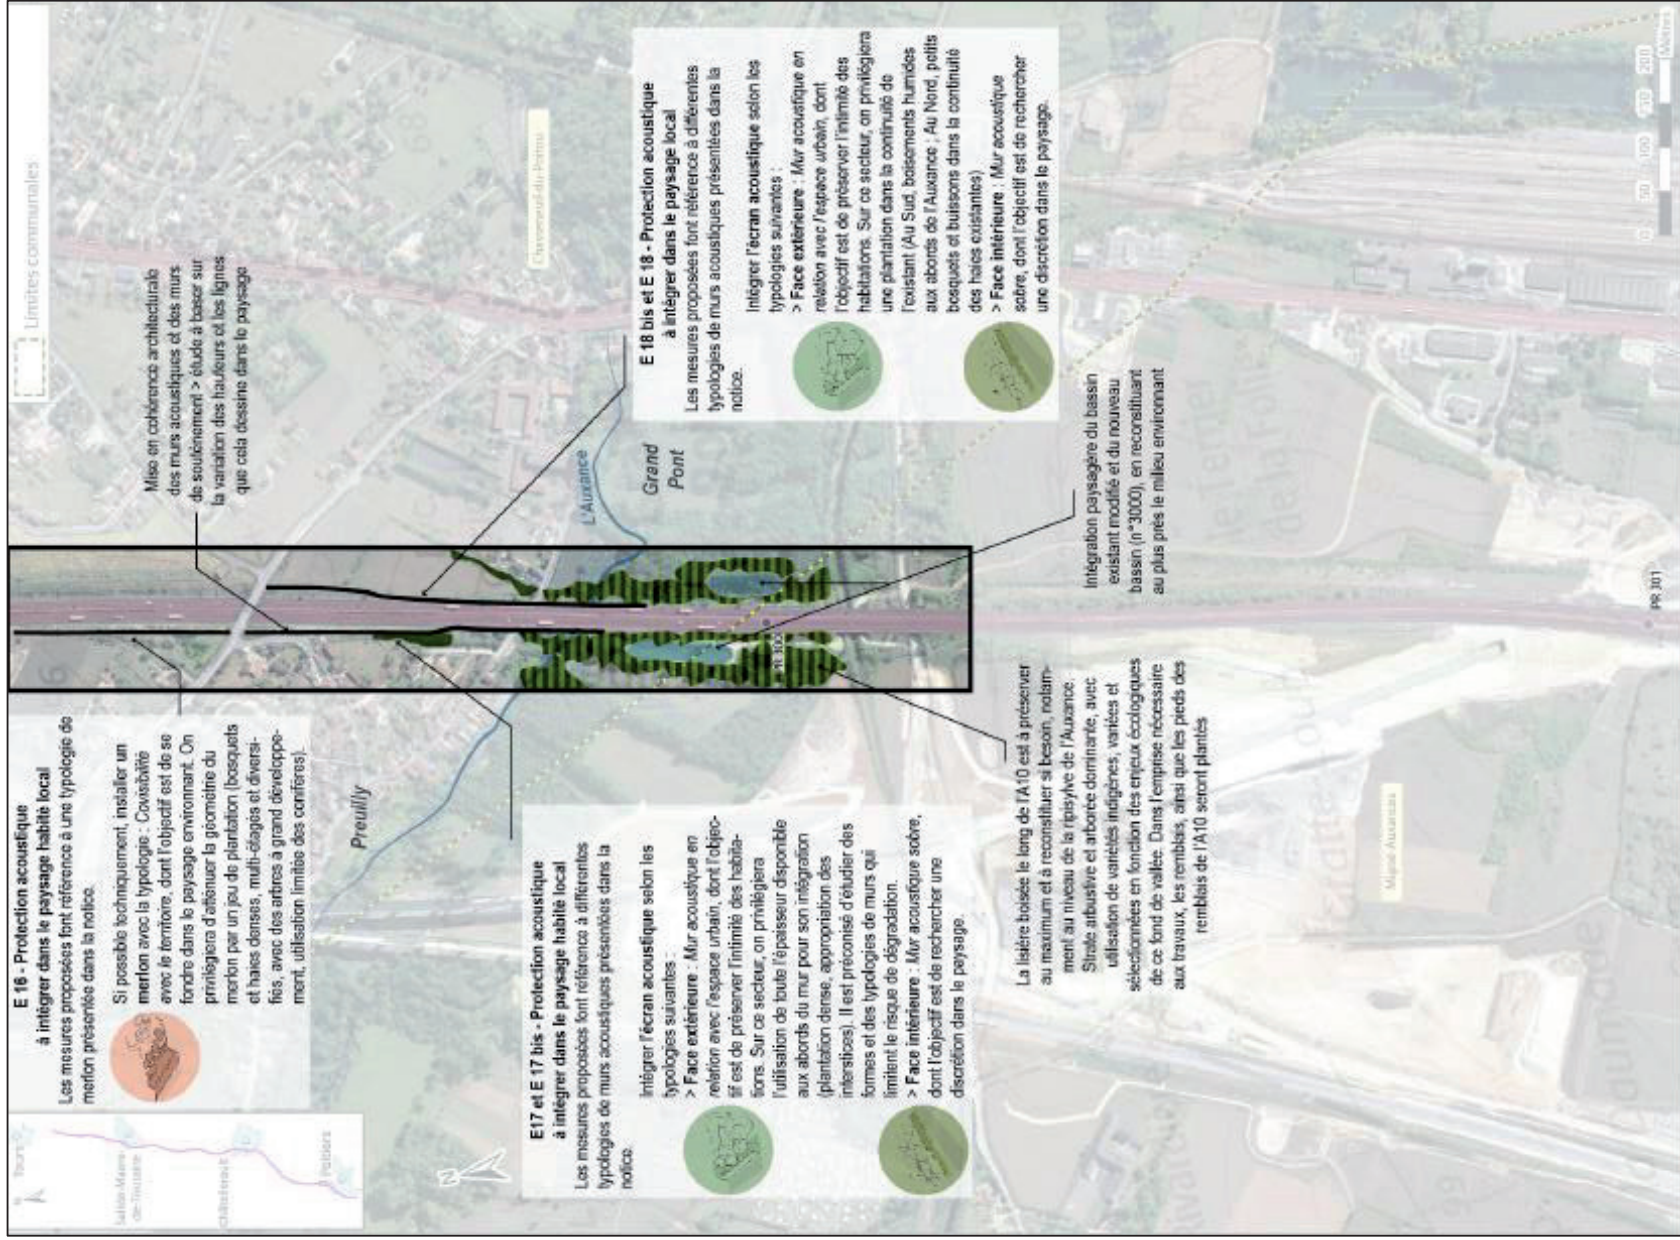 Limites communales
Tours
Sainte-Maure-
de-Touraine
Châtellerault
Poitiers
N
E 16 - Protection acoustique
à intégrer dans le paysage habité local
Les mesures proposées font référence à une typologie de
merlon présentée dans la notice.
Si possible techniquement, installer un
merlon avec la typologie : Covisibilité
avec le territoire, dont l'objectif est de se
fondre dans le paysage environnant. On
privilégiera d'atténuer la géométrie du
merlon par un jeu de plantation (bosquets
et haies denses, multi-étagés et diversi-
fiés, avec des arbres à grand développe-
ment, utilisation limitée des conifères).
Mise en cohérence architecturale
des murs acoustiques et des murs
de soutènement > étude à baser sur
la variation des hauteurs et les lignes
que cela dessine dans le paysage
Preuilly
L'Auxance
Grand
Pont
Chasseneuil-du-Poitou
E17 et E 17 bis - Protection acoustique
à intégrer dans le paysage habité local
Les mesures proposées font référence à différentes
typologies de murs acoustiques présentées dans la
notice.
Intégrer l'écran acoustique selon les
typologies suivantes :
> Face extérieure : Mur acoustique en
relation avec l'espace urbain, dont l'objec-
tif est de préserver l'intimité des habita-
tions. Sur ce secteur, on privilégiera
l'utilisation de toute l'épaisseur disponible
aux abords du mur pour son intégration
(plantation dense, appropriation des
interstices). Il est préconisé d'étudier des
formes et des typologies de murs qui
limitent le risque de dégradation.
> Face intérieure : Mur acoustique sobre,
dont l'objectif est de rechercher une
discrétion dans le paysage.
E 18 bis et E 18 - Protection acoustique
à intégrer dans le paysage local
Les mesures proposées font référence à différentes
typologies de murs acoustiques présentées dans la
notice.
Intégrer l'écran acoustique selon les
typologies suivantes :
> Face extérieure : Mur acoustique en
relation avec l'espace urbain, dont
l'objectif est de préserver l'intimité des
habitations. Sur ce secteur, on privilégiera
une plantation dans la continuité de
l'existant (Au Sud, boisements humides
aux abords de l'Auxance ; Au Nord, petits
bosquets et buissons dans la continuité
des haies existantes)
> Face intérieure : Mur acoustique
sobre, dont l'objectif est de rechercher
une discrétion dans le paysage.
PR 300
La lisière boisée le long de l'A10 est à préserver
au maximum et à reconstituer si besoin, notam-
ment au niveau de la ripisylve de l'Auxance.
Strate arbustive et arborée dominante, avec
utilisation de variétés indigènes, variées et
sélectionnées en fonction des enjeux écologiques
de ce fond de vallée. Dans l'emprise nécessaire
aux travaux, les remblais, ainsi que les pieds des
remblais de l'A10 seront plantés
Intégration paysagère du bassin
existant modifié et du nouveau
bassin (n°3000), en reconstituant
au plus près le milieu environnant
Migné-Auxances
PR 301
0 50 100 150 200
Mètres